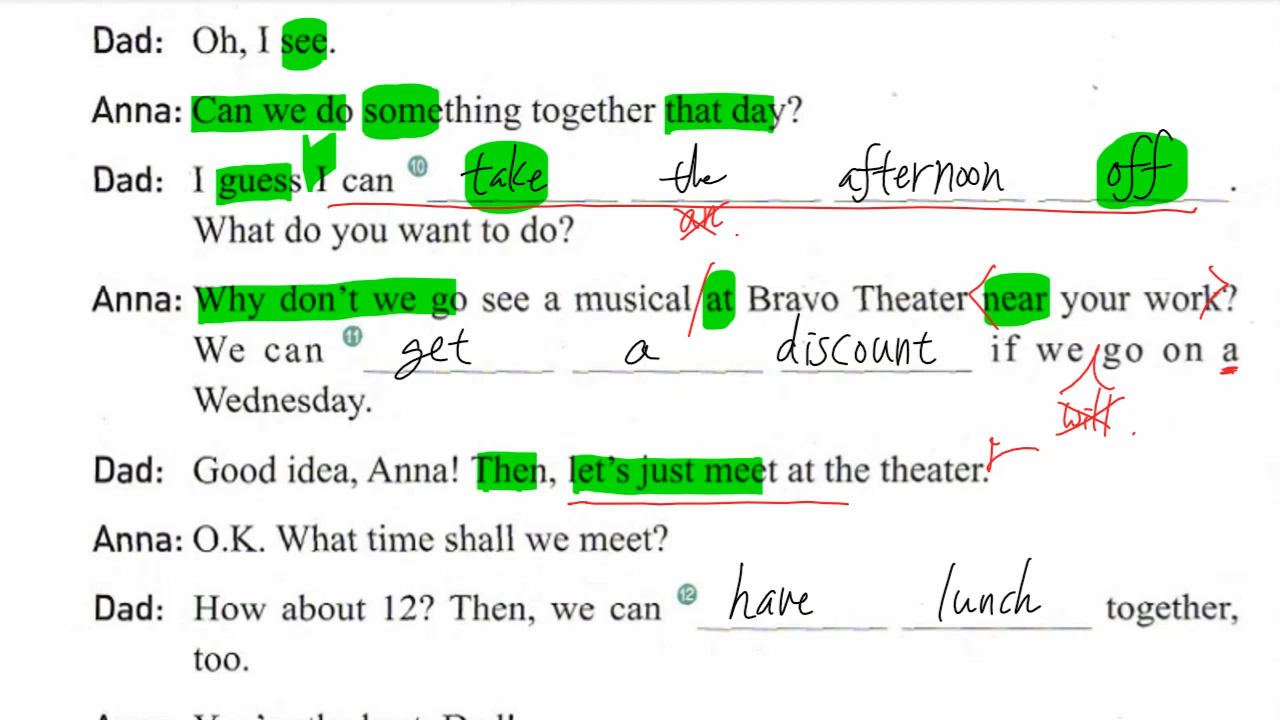 Dad: Oh, I see.
Anna: Can we do something together that day?
Dad: I guess I can ⑩ take the afternoon off .
an .
What do you want to do?
Anna: Why don't we go see a musical at Bravo Theater near your work?
We can ⑪ get a discount if we go on a
Wednesday.
will .
Dad: Good idea, Anna! Then, let's just meet at the theater.
Anna: O.K. What time shall we meet?
Dad: How about 12? Then, we can ⑫ have lunch together,
too.